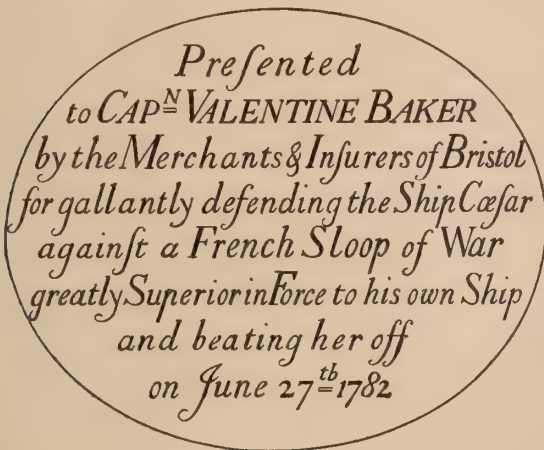 Preſented
to CAPᴺ VALENTINE BAKER
by the Merchants & Inſurers of Briſtol
for gallantly defending the Ship Cæſar
againſt a French Sloop of War
greatly Superior in Force to his own Ship
and beating her off
on June 27th 1782